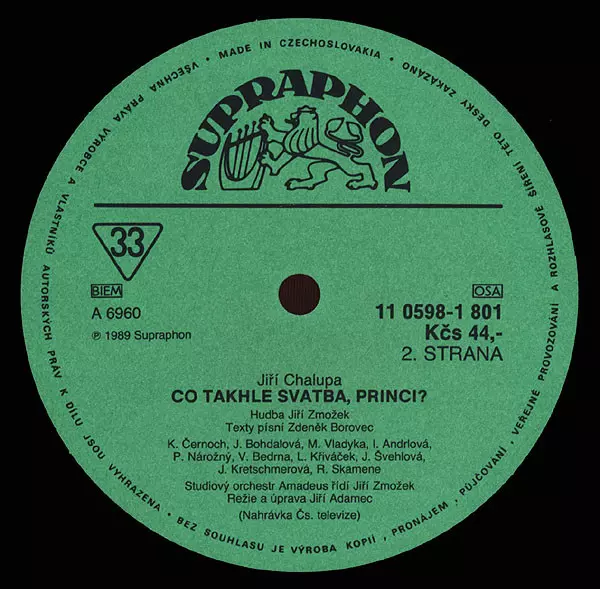 • MADE IN CZECHOSLOVAKIA •
VŠECHNA PRÁVA VÝROBCE A VLASTNÍKŮ AUTORSKÝCH PRÁV K DÍLU JSOU VYHRAZENA • BEZ SOUHLASU JE VÝROBA KOPIÍ, PRONÁJEM, PŮJČOVÁNÍ, VEŘEJNÉ PROVOZOVÁNÍ A ROZHLASOVÉ ŠÍŘENÍ TÉTO DESKY ZAKÁZÁNO •
SUPRAPHON
33
BIEM
OSA
A 6960
11 0598-1 801
℗ 1989 Supraphon
Kčs 44,-
2. STRANA
Jiří Chalupa
CO TAKHLE SVATBA, PRINCI?
Hudba Jiří Zmožek
Texty písní Zdeněk Borovec
K. Černoch, J. Bohdalová, M. Vladyka, I. Andrlová,
P. Nárožný, V. Bedrna, L. Křiváček, J. Švehlová,
J. Kretschmerová, R. Skamene
Studiový orchestr Amadeus řídí Jiří Zmožek
Režie a úprava Jiří Adamec
(Nahrávka Čs. televize)